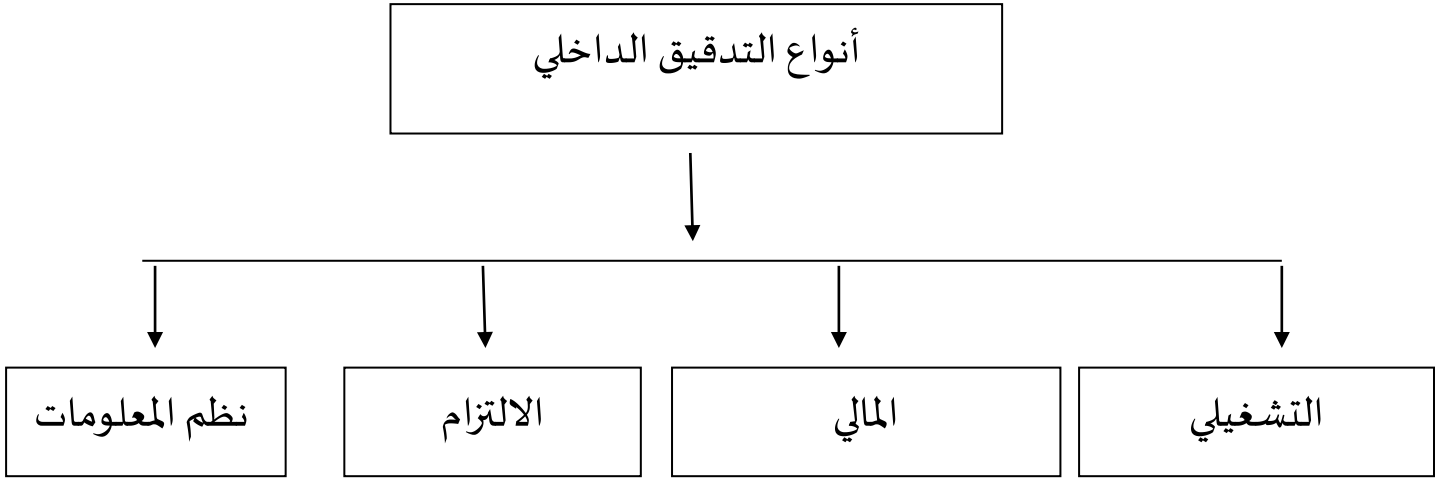 أنواع التدقيق الداخلي
التشغيلي
المالي
الالتزام
نظم المعلومات